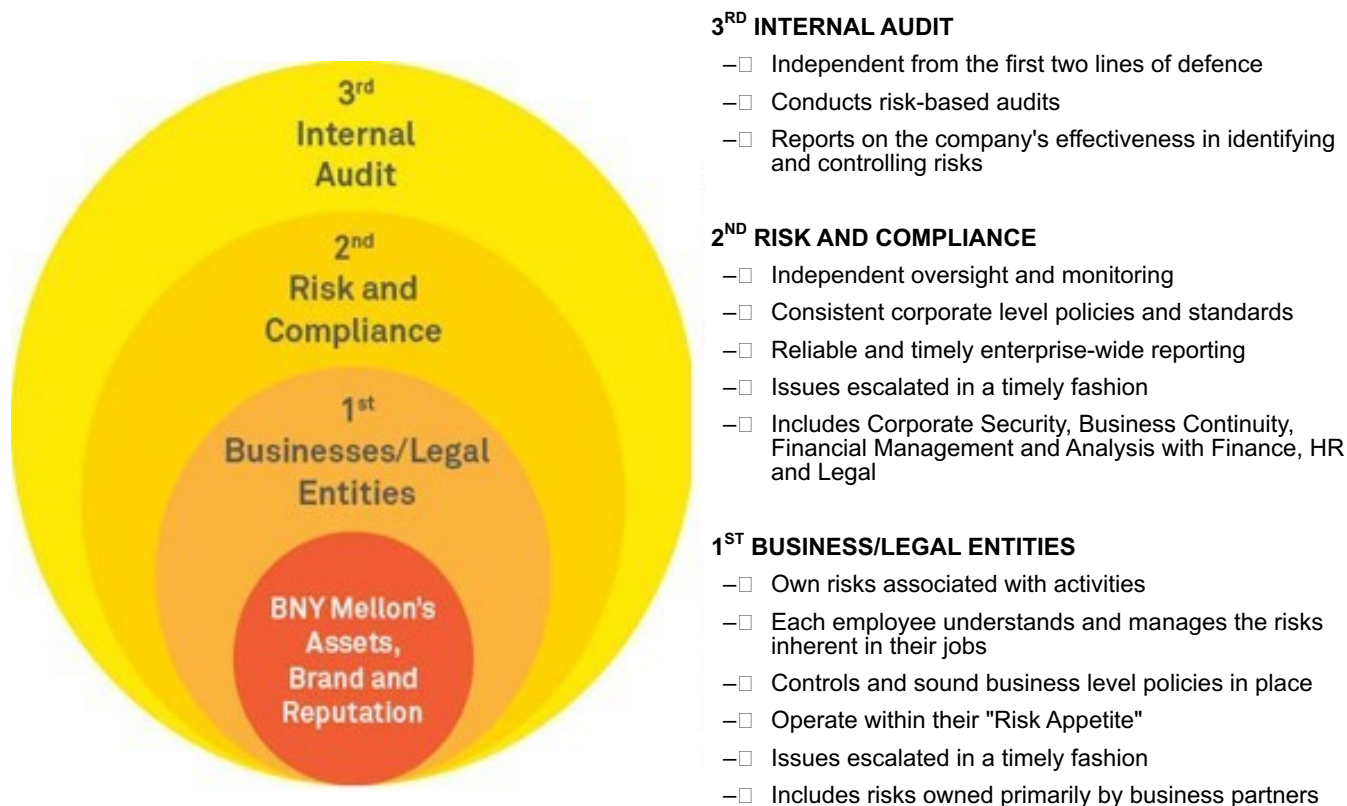 3rd
Internal
Audit
2nd
Risk and
Compliance
1st
Businesses/Legal
Entities
BNY Mellon's
Assets,
Brand and
Reputation
3RD INTERNAL AUDIT
–□ Independent from the first two lines of defence
–□ Conducts risk-based audits
–□ Reports on the company's effectiveness in identifying
and controlling risks
2ND RISK AND COMPLIANCE
–□ Independent oversight and monitoring
–□ Consistent corporate level policies and standards
–□ Reliable and timely enterprise-wide reporting
–□ Issues escalated in a timely fashion
–□ Includes Corporate Security, Business Continuity,
Financial Management and Analysis with Finance, HR
and Legal
1ST BUSINESS/LEGAL ENTITIES
–□ Own risks associated with activities
–□ Each employee understands and manages the risks
inherent in their jobs
–□ Controls and sound business level policies in place
–□ Operate within their "Risk Appetite"
–□ Issues escalated in a timely fashion
–□ Includes risks owned primarily by business partners